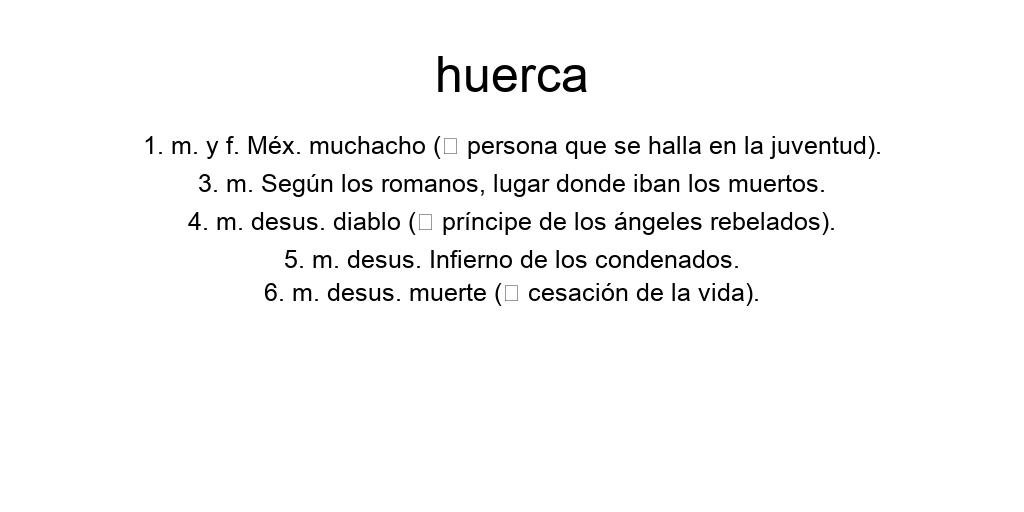 huerca
1. m. y f. Méx. muchacho (▯ persona que se halla en la juventud).
3. m. Según los romanos, lugar donde iban los muertos.
4. m. desus. diablo (▯ príncipe de los ángeles rebelados).
5. m. desus. Infierno de los condenados.
6. m. desus. muerte (▯ cesación de la vida).